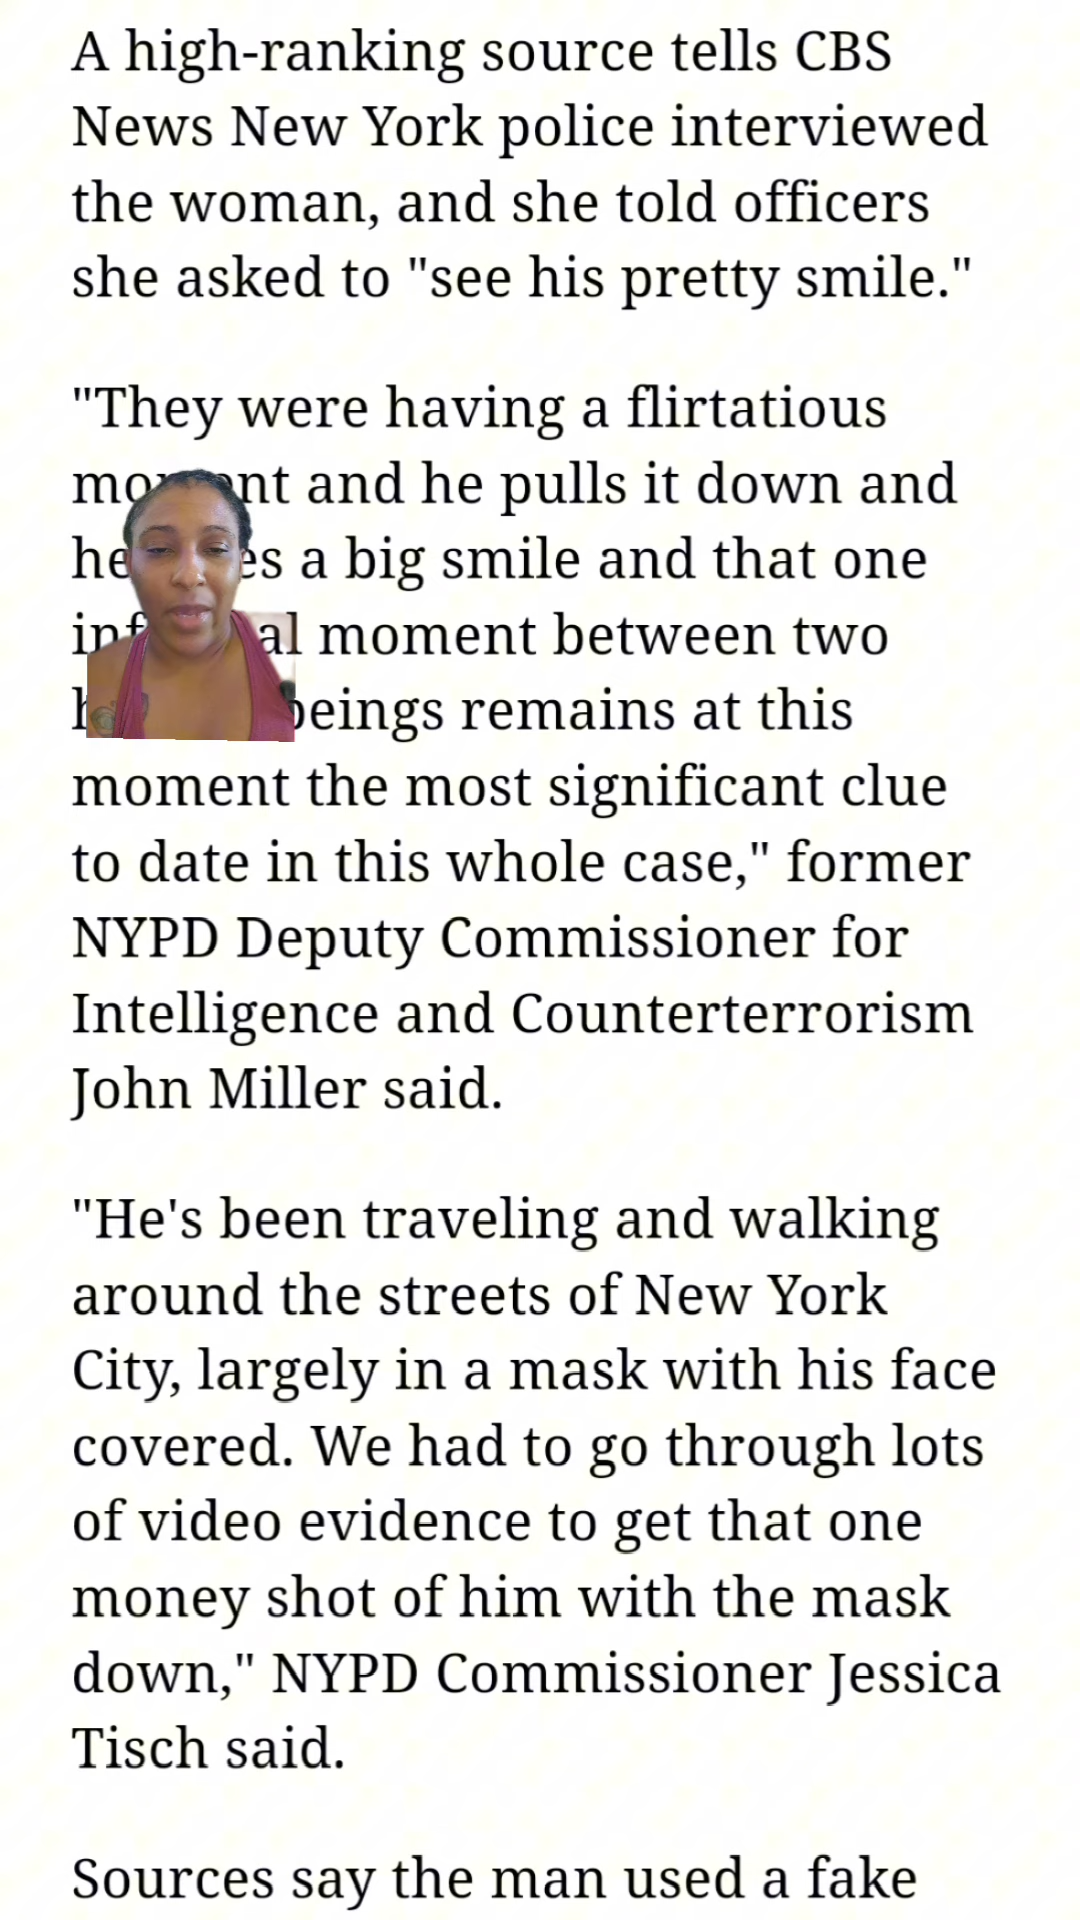 A high-ranking source tells CBS
News New York police interviewed
the woman, and she told officers
she asked to "see his pretty smile."
"They were having a flirtatious
and he pulls it down and
a big smile and that one
moment between two
beings remains at this
moment the most significant clue
to date in this whole case," former
NYPD Deputy Commissioner for
Intelligence and Counterterrorism
John Miller said.
"He's been traveling and walking
around the streets of New York
City, largely in a mask with his face
covered. We had to go through lots
of video evidence to get that one
money shot of him with the mask
down," NYPD Commissioner Jessica
Tisch said.
Sources say the man used a fake